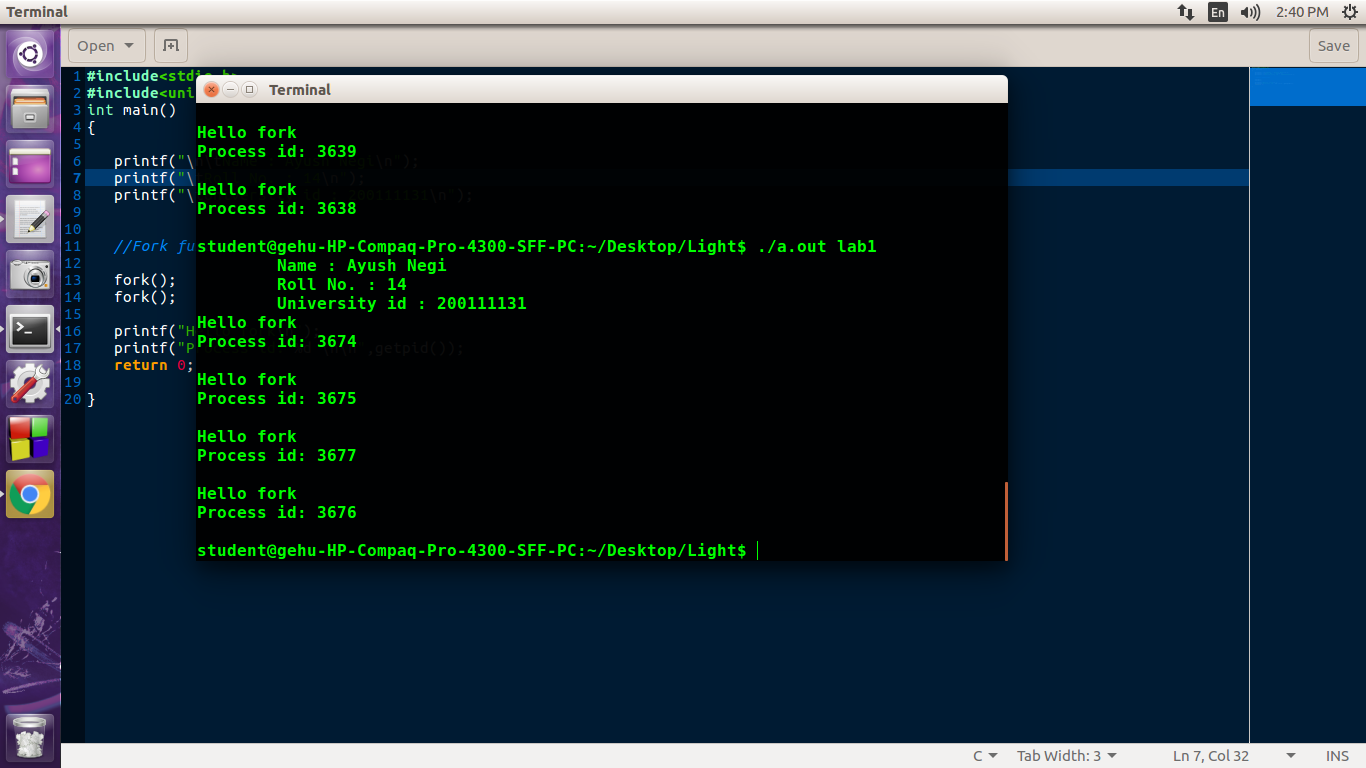 Terminal
En
2:40 PM
Open
Save
1 #include<stdio.h>
2 #include<uni
3 int main()
4 {
5
6 printf("\
7 printf("\
8 printf("\
9
10
11 //Fork fu
12
13 fork();
14 fork();
15
16 printf("H
17 printf("P ,getpid());
18 return 0;
19
20 }
Terminal
Hello fork
Process id: 3639
Hello fork
Process id: 3638
student@gehu-HP-Compaq-Pro-4300-SFF-PC:~/Desktop/Light$ ./a.out lab1
Name : Ayush Negi
Roll No. : 14
University id : 200111131
Hello fork
Process id: 3674
Hello fork
Process id: 3675
Hello fork
Process id: 3677
Hello fork
Process id: 3676
student@gehu-HP-Compaq-Pro-4300-SFF-PC:~/Desktop/Light$
C
Tab Width: 3
Ln 7, Col 32
INS